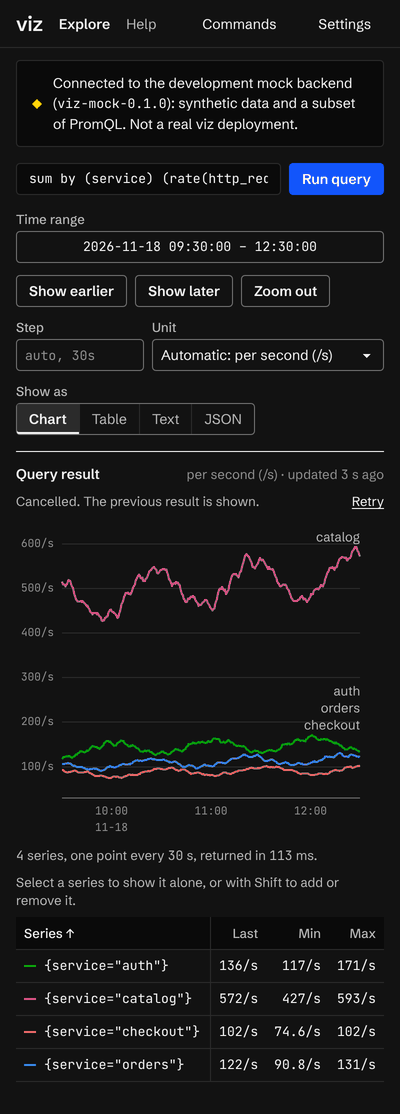 viz Explore Help Commands Settings
Connected to the development mock backend
(viz-mock-0.1.0): synthetic data and a subset
of PromQL. Not a real viz deployment.
sum by (service) (rate(http_rec Run query
Time range
2026-11-18 09:30:00 – 12:30:00
Show earlier Show later Zoom out
Step Unit
auto, 30s Automatic: per second (/s)
Show as
Chart Table Text JSON
Query result per second (/s) · updated 3 s ago
Cancelled. The previous result is shown. Retry
catalog
600/s
500/s
400/s
300/s
auth
orders
200/s
checkout
100/s
10:00 11:00 12:00
11-18
4 series, one point every 30 s, returned in 113 ms.
Select a series to show it alone, or with Shift to add or
remove it.
Series ↑ Last Min Max
{service="auth"} 136/s 117/s 171/s
{service="catalog"} 572/s 427/s 593/s
{service="checkout"} 102/s 74.6/s 102/s
{service="orders"} 122/s 90.8/s 131/s